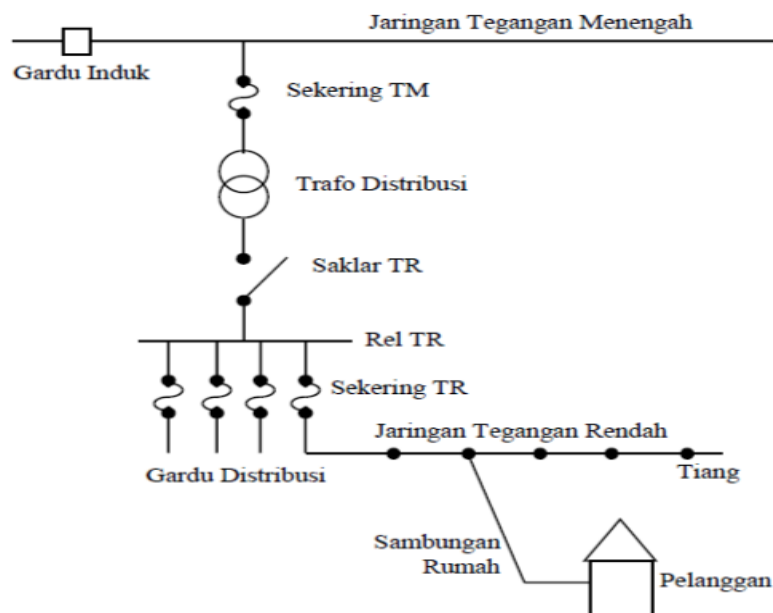 Jaringan Tegangan Menengah
Gardu Induk
Sekering TM
Trafo Distribusi
Saklar TR
Rel TR
Sekering TR
Jaringan Tegangan Rendah
Gardu Distribusi
Tiang
Sambungan
Rumah
Pelanggan